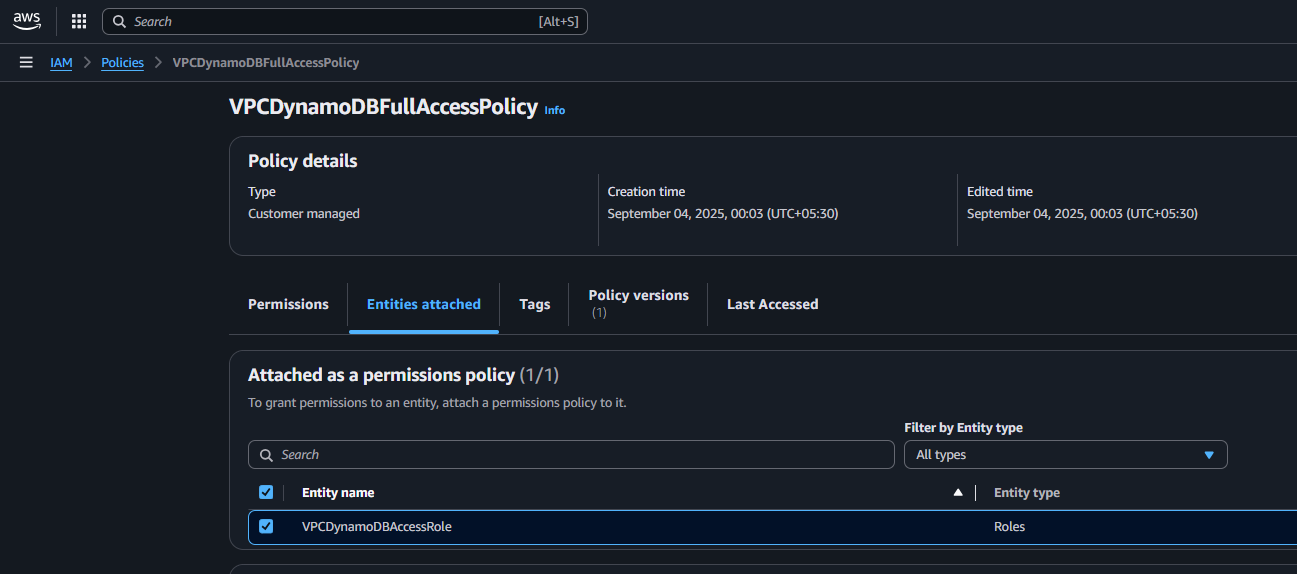 aws
Search [Alt+S]
IAM > Policies > VPCDynamoDBFullAccessPolicy
VPCDynamoDBFullAccessPolicy Info
Policy details
Type
Customer managed
Creation time
September 04, 2025, 00:03 (UTC+05:30)
Edited time
September 04, 2025, 00:03 (UTC+05:30)
Permissions
Entities attached
Tags
Policy versions
(1)
Last Accessed
Attached as a permissions policy (1/1)
To grant permissions to an entity, attach a permissions policy to it.
Filter by Entity type
Search
All types
Entity name
Entity type
VPCDynamoDBAccessRole
Roles